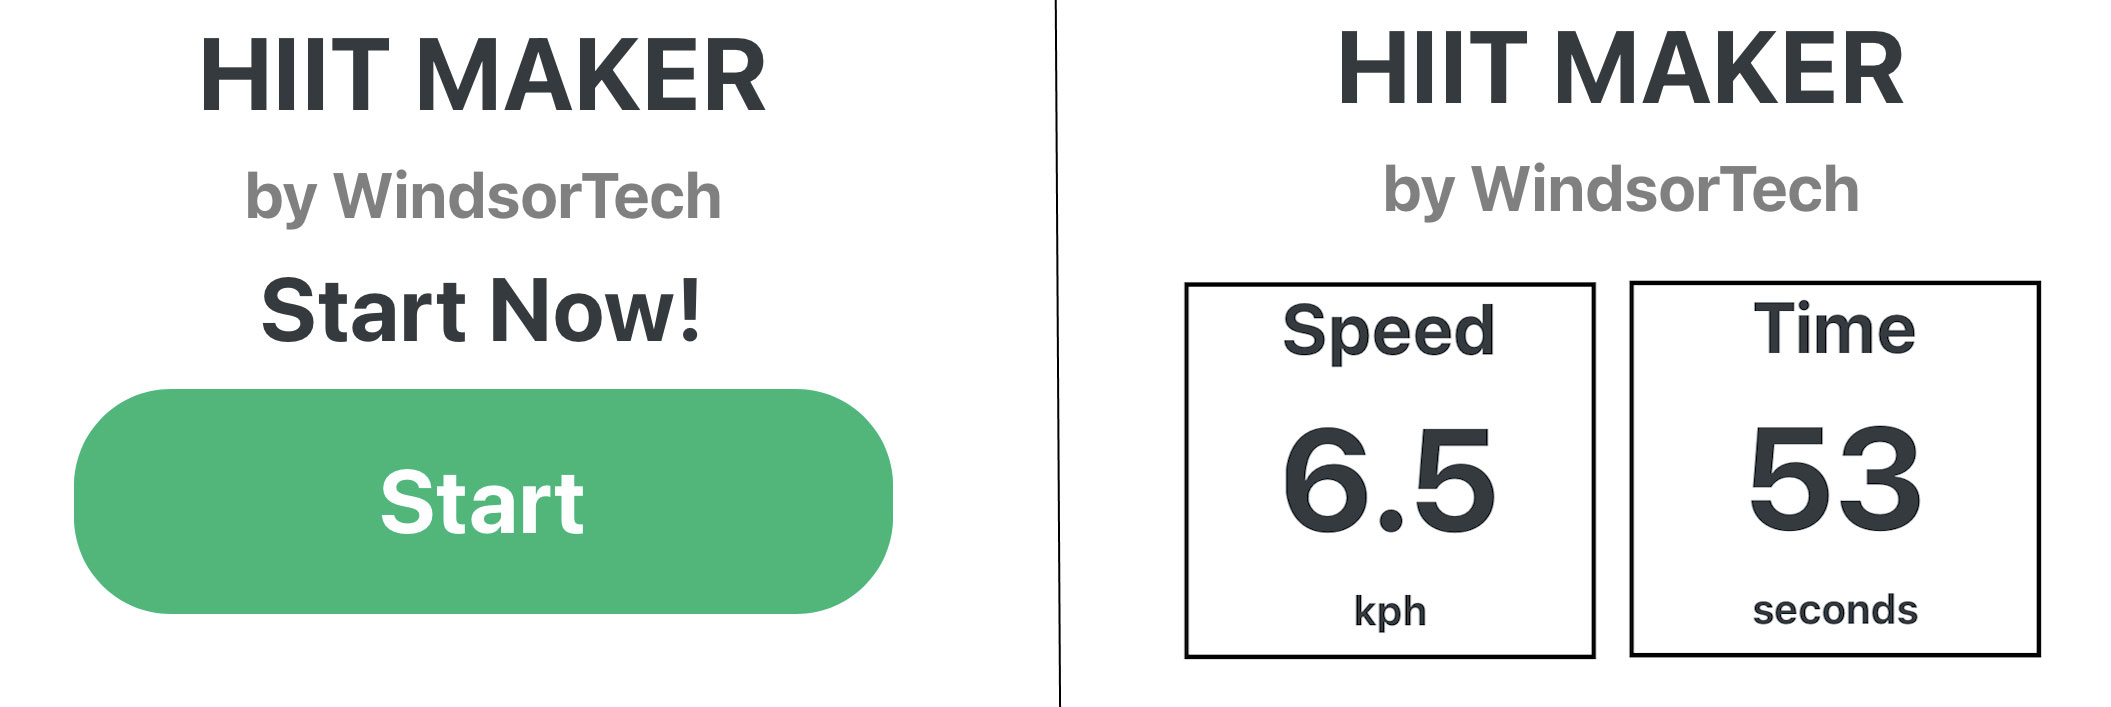 HIIT MAKER
by WindsorTech
Start Now!
Start
HIIT MAKER
by WindsorTech
Speed
6.5
kph
Time
53
seconds